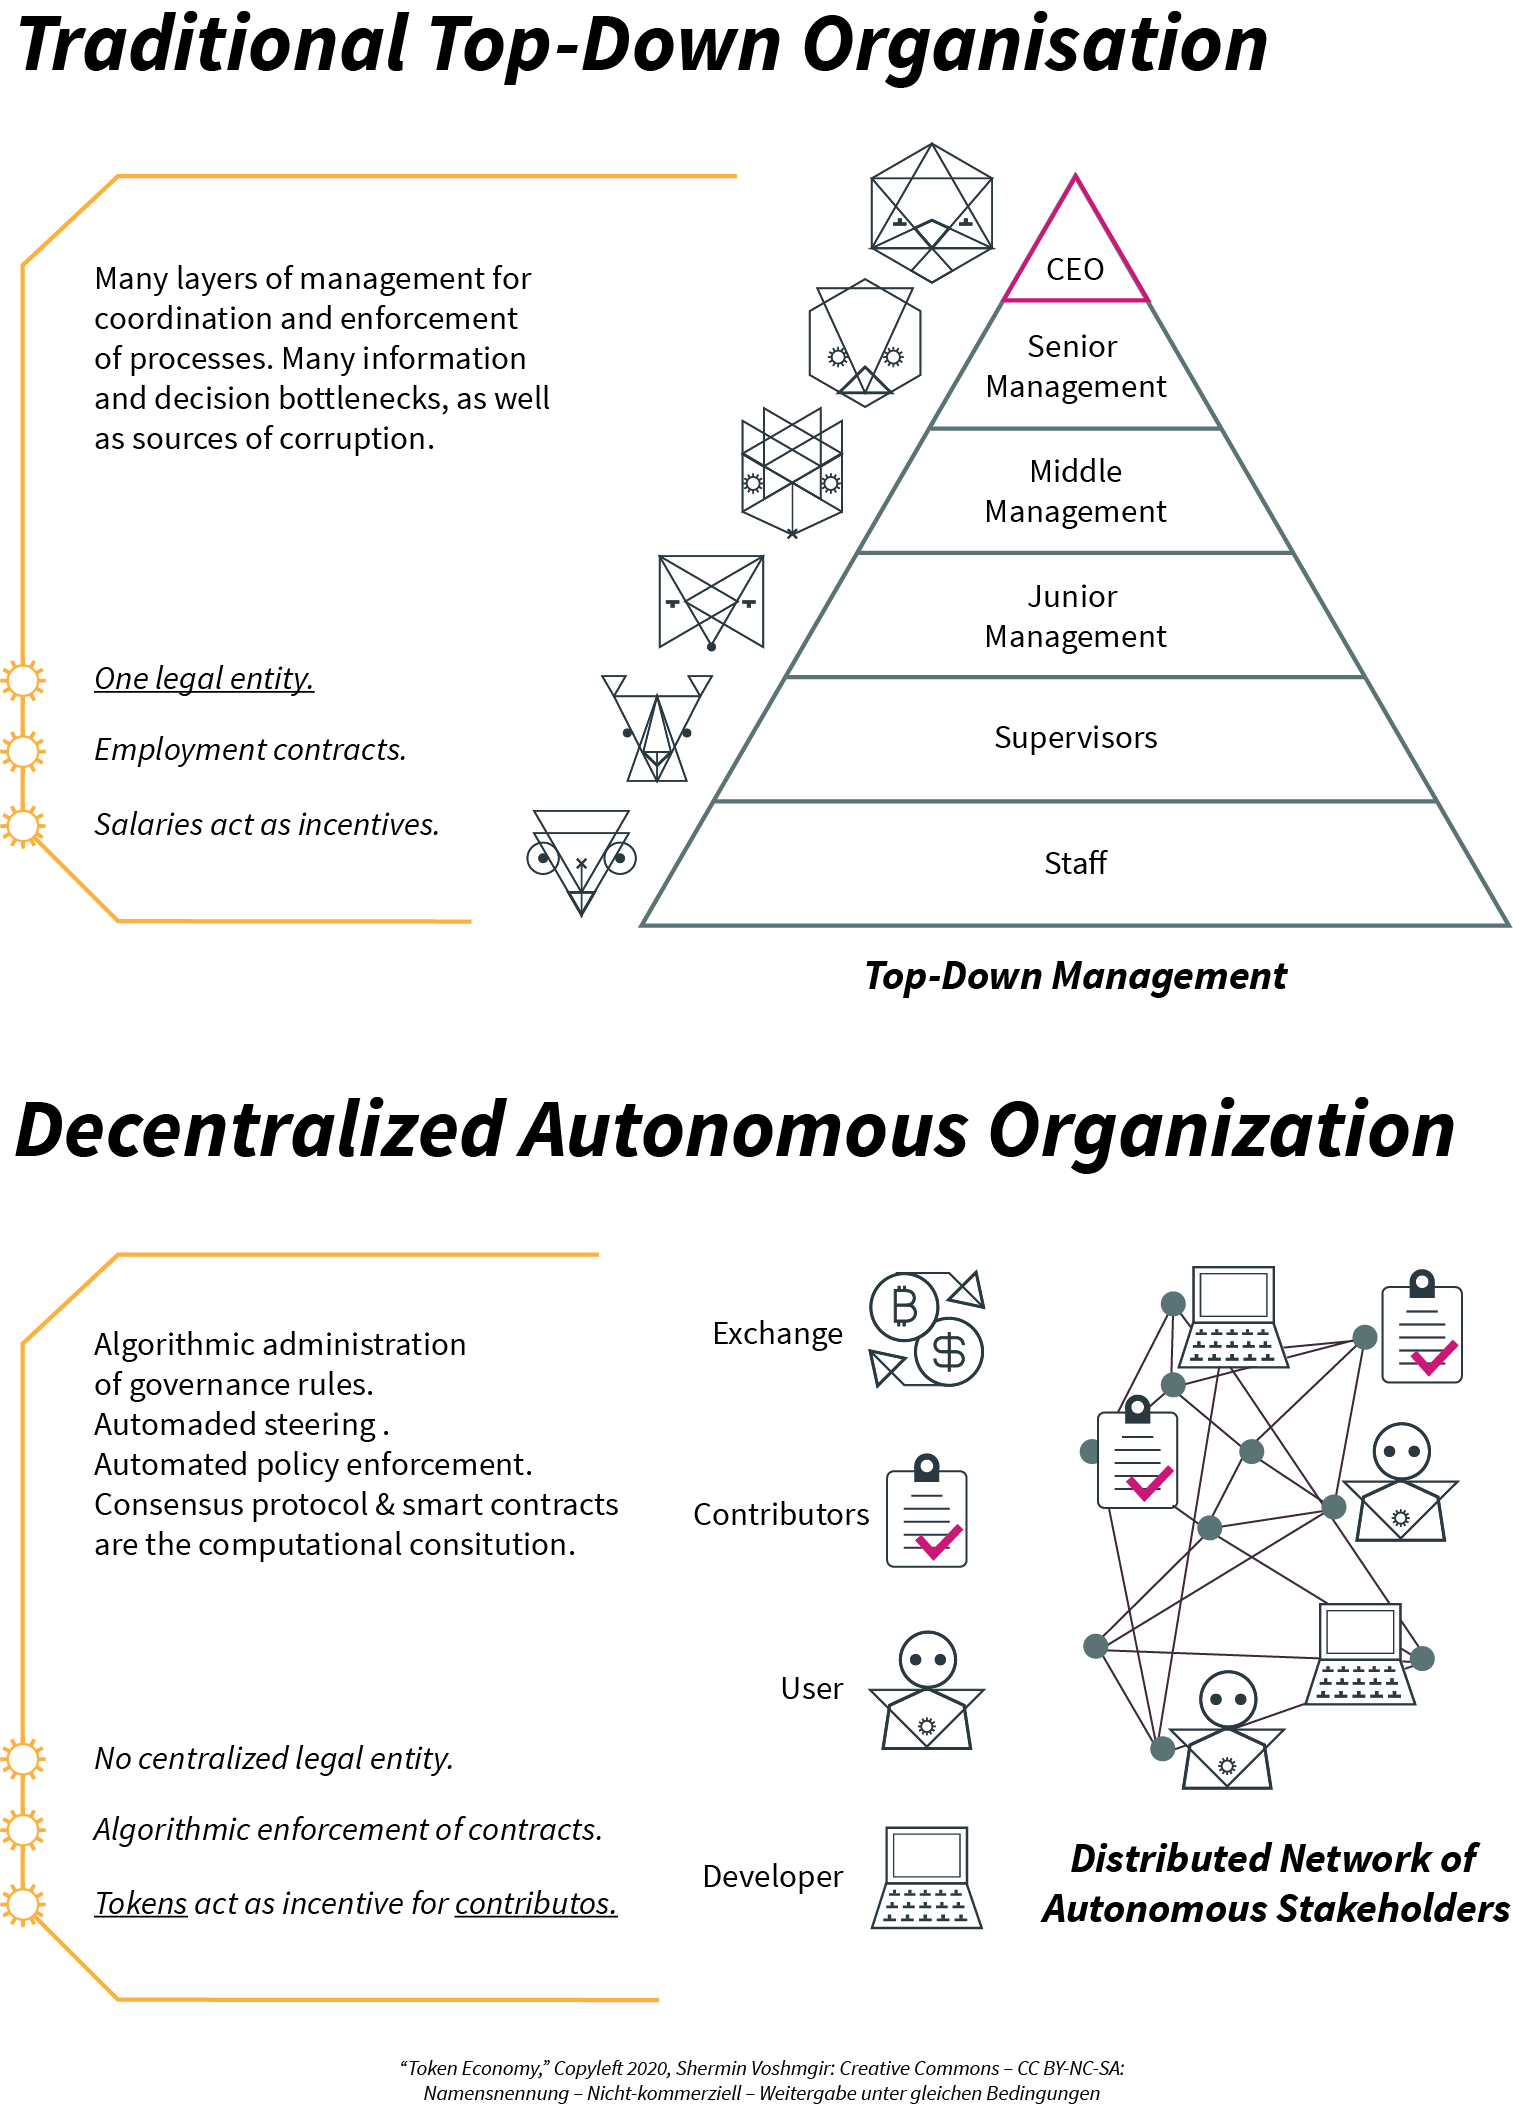 Traditional Top-Down Organisation
Many layers of management for
coordination and enforcement
of processes. Many information
and decision bottlenecks, as well
as sources of corruption.
One legal entity.
Employment contracts.
Salaries act as incentives.
CEO
Senior
Management
Middle
Management
Junior
Management
Supervisors
Staff
Top-Down Management
Decentralized Autonomous Organization
Algorithmic administration
of governance rules.
Automaded steering .
Automated policy enforcement.
Consensus protocol & smart contracts
are the computational consitution.
No centralized legal entity.
Algorithmic enforcement of contracts.
Tokens act as incentive for contributos.
Exchange
Contributors
User
Developer
Distributed Network of
Autonomous Stakeholders
“Token Economy,” Copyleft 2020, Shermin Voshmgir: Creative Commons – CC BY-NC-SA:
Namensnennung – Nicht-kommerziell – Weitergabe unter gleichen Bedingungen